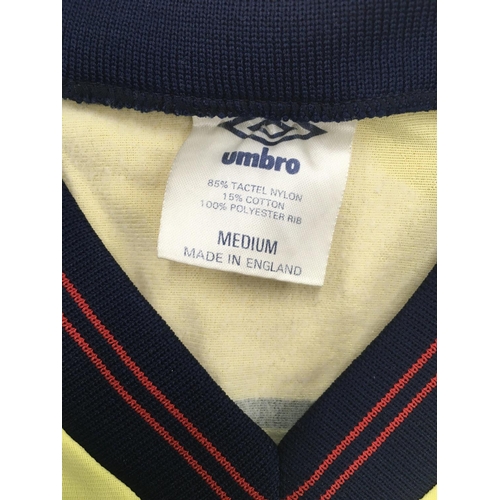 umbro
85% TACTEL NYLON
15% COTTON
100% POLYESTER RIB
MEDIUM
MADE IN ENGLAND